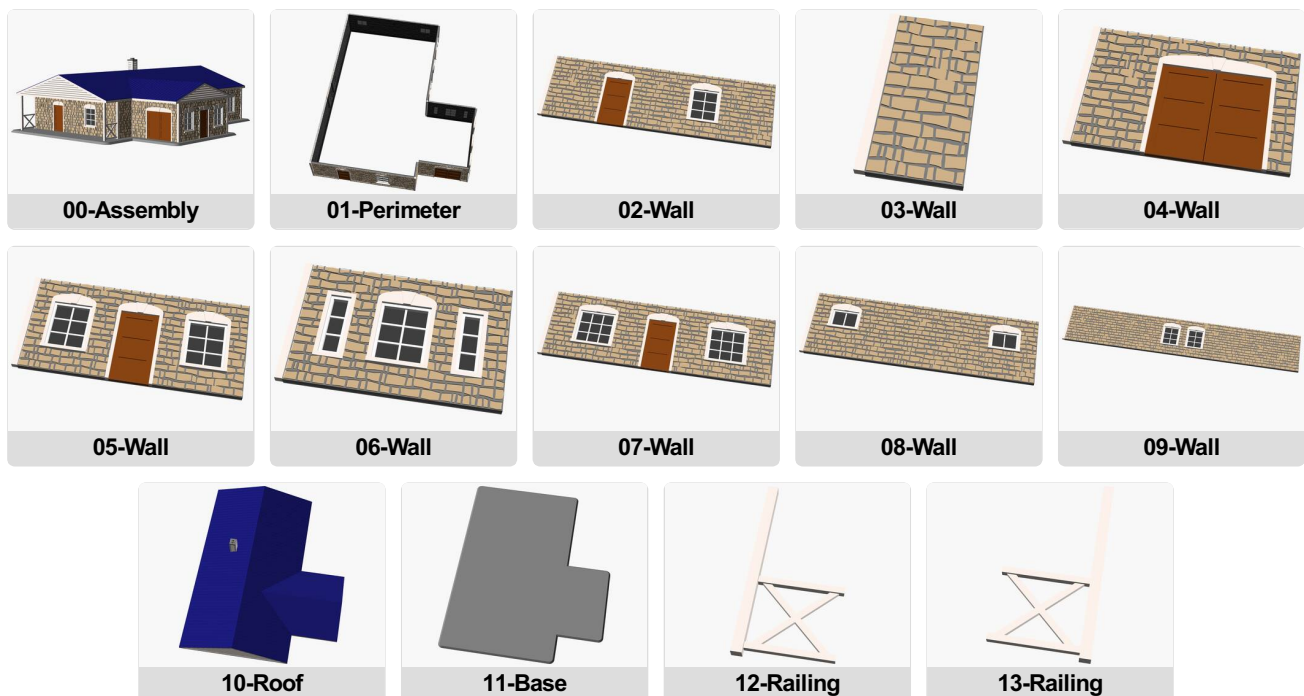 00-Assembly
01-Perimeter
02-Wall
03-Wall
04-Wall
05-Wall
06-Wall
07-Wall
08-Wall
09-Wall
10-Roof
11-Base
12-Railing
13-Railing